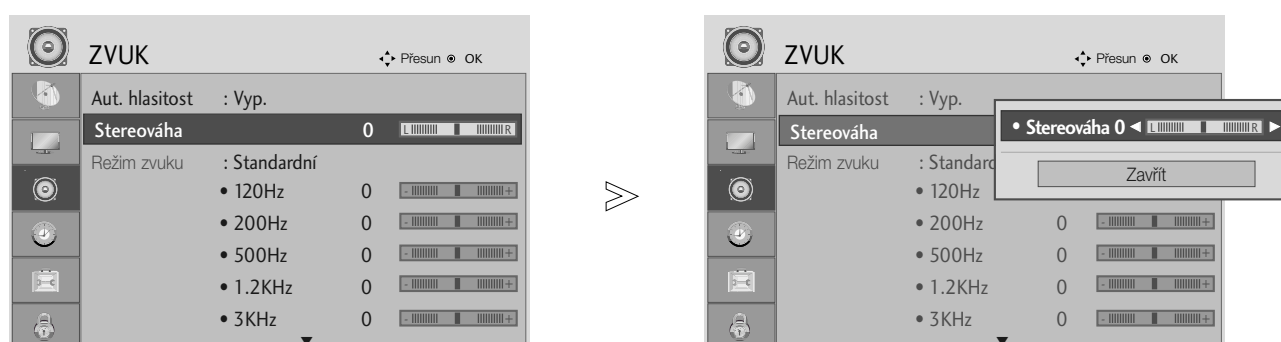 ZVUK
Přesun OK
Aut. hlasitost : Vyp.
Stereováha 0 L R
Režim zvuku : Standardní
• 120Hz 0 - +
• 200Hz 0 - +
• 500Hz 0 - +
• 1.2KHz 0 - +
• 3KHz 0 - +
ZVUK
Přesun OK
Aut. hlasitost : Vyp.
Stereováha
• Stereováha 0 ◄ L R ►
Zavřít
Režim zvuku : Standard
• 120Hz
• 200Hz 0 - +
• 500Hz 0 - +
• 1.2KHz 0 - +
• 3KHz 0 - +